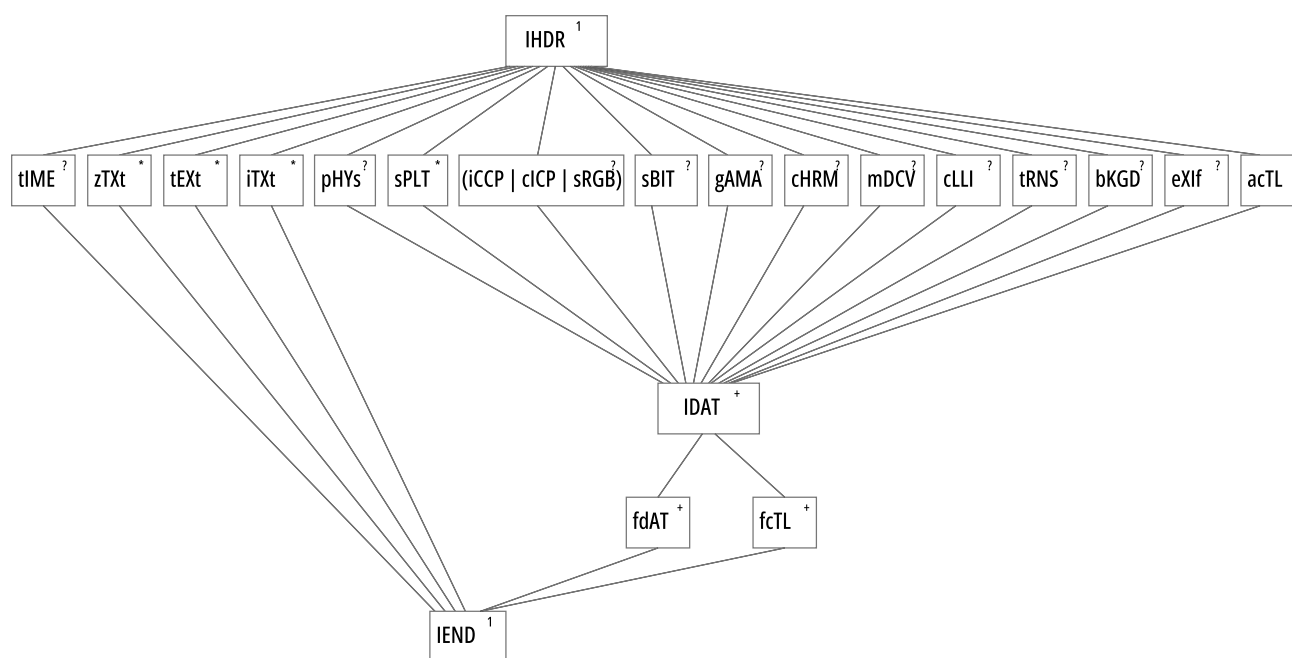 IHDR 1
tIME ? zTXt * tEXt * iTXt * pHYs ? sPLT * (iCCP | cICP | sRGB) ? sBIT ? gAMA ? cHRM ? mDCV ? cLLI ? tRNS ? bKGD ? eXIf ? acTL
IDAT +
fdAT + fcTL +
IEND 1